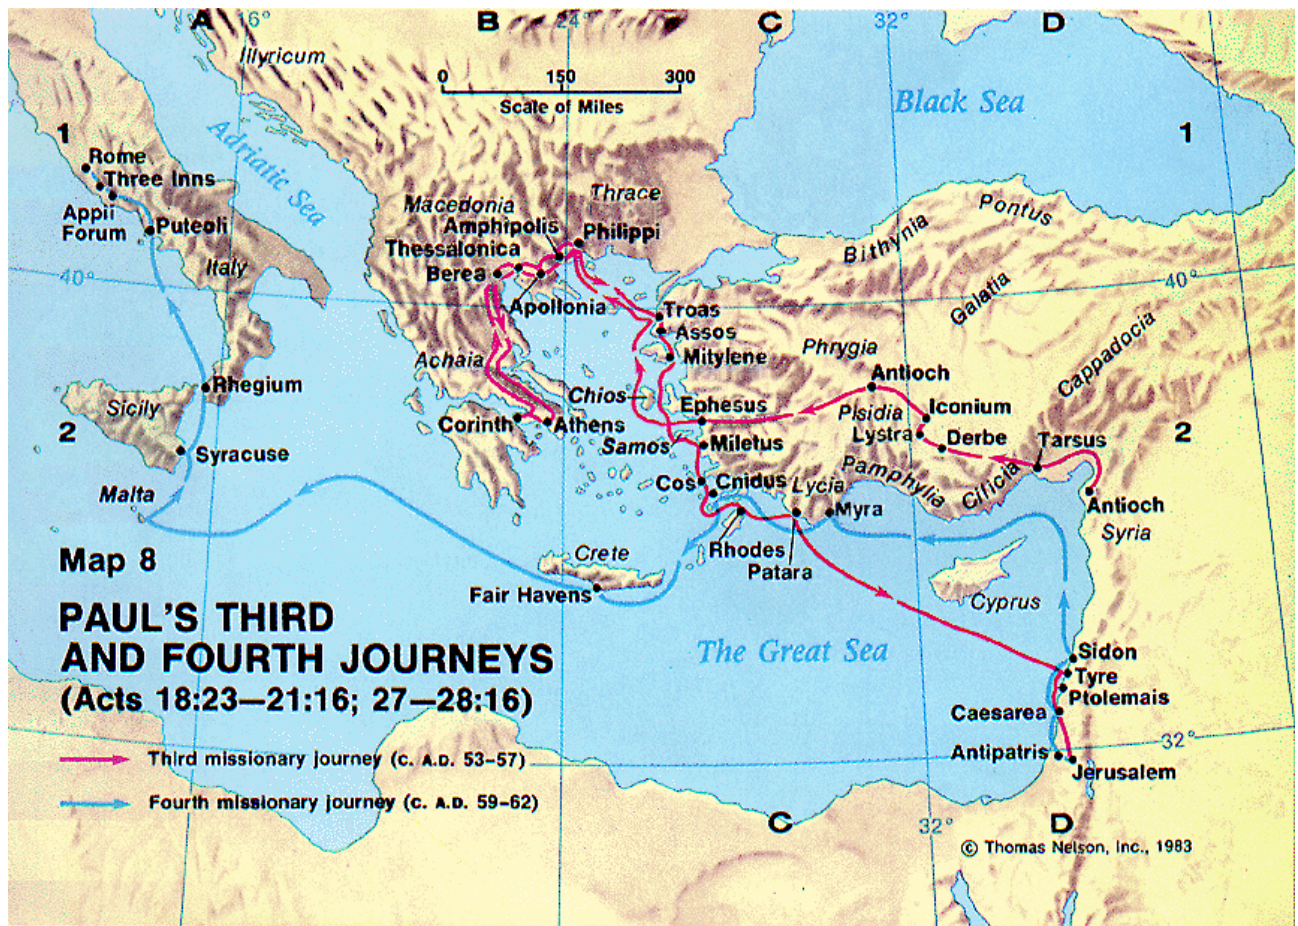 A
16°
B
24°
C
32°
D
Illyricum
0 150 300
Scale of Miles
Black Sea
Adriatic Sea
1
1
Rome
Three Inns
Appii
Forum
Puteoli
Italy
Macedonia
Thrace
Amphipolis
Philippi
Thessalonica
Berea
Apollonia
Pontus
Bithynia
Galatia
40°
40°
Troas
Assos
Mitylene
Phrygia
Cappadocia
Achaia
Antioch
Rhegium
Chios
Ephesus
Pisidia
Iconium
Sicily
Corinth
Athens
Lystra
Derbe
Tarsus
2
2
Samos
Miletus
Syracuse
Pamphylia
Cificia
Malta
Cos
Cnidus
Lycia
Myra
Antioch
Syria
Rhodes
Patara
Crete
Fair Havens
Cyprus
Map 8
PAUL'S THIRD
AND FOURTH JOURNEYS
(Acts 18:23—21:16; 27—28:16)
The Great Sea
Sidon
Tyre
Ptolemais
Caesarea
Antipatris
32°
Jerusalem
Third missionary journey (C. A.D. 53-57)
Fourth missionary journey (C. A.D. 59-62)
C
32°
D
© Thomas Nelson, Inc., 1983